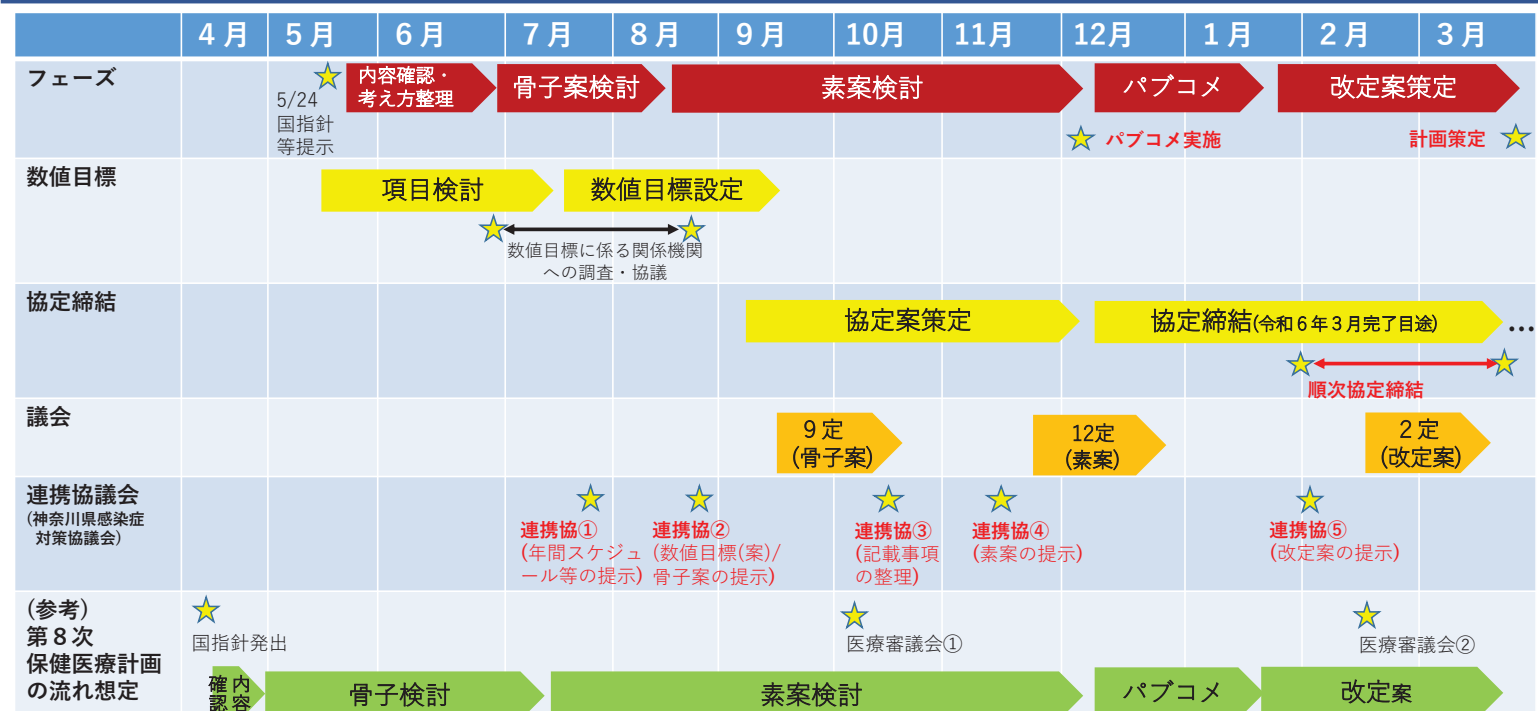 4月 5月 6月 7月 8月 9月 10月 11月 12月 1月 2月 3月
フェーズ
5/24
国指針
等提示
内容確認・
考え方整理
骨子案検討
素案検討
パブコメ
改定案策定
パブコメ実施
計画策定
数値目標
項目検討
数値目標設定
数値目標に係る関係機関
への調査・協議
協定締結
協定案策定
協定締結(令和6年3月完了目途)
…
順次協定締結
議会
9定
(骨子案)
12定
(素案)
2定
(改定案)
連携協議会
(神奈川県感染症
対策協議会)
連携協①
(年間スケジュ
ール等の提示)
連携協②
(数値目標(案)/
骨子案の提示)
連携協③
(記載事項
の整理)
連携協④
(素案の提示)
連携協⑤
(改定案の提示)
(参考)
第8次
保健医療計画
の流れ想定
国指針発出
医療審議会①
医療審議会②
内容
確認
骨子検討
素案検討
パブコメ
改定案